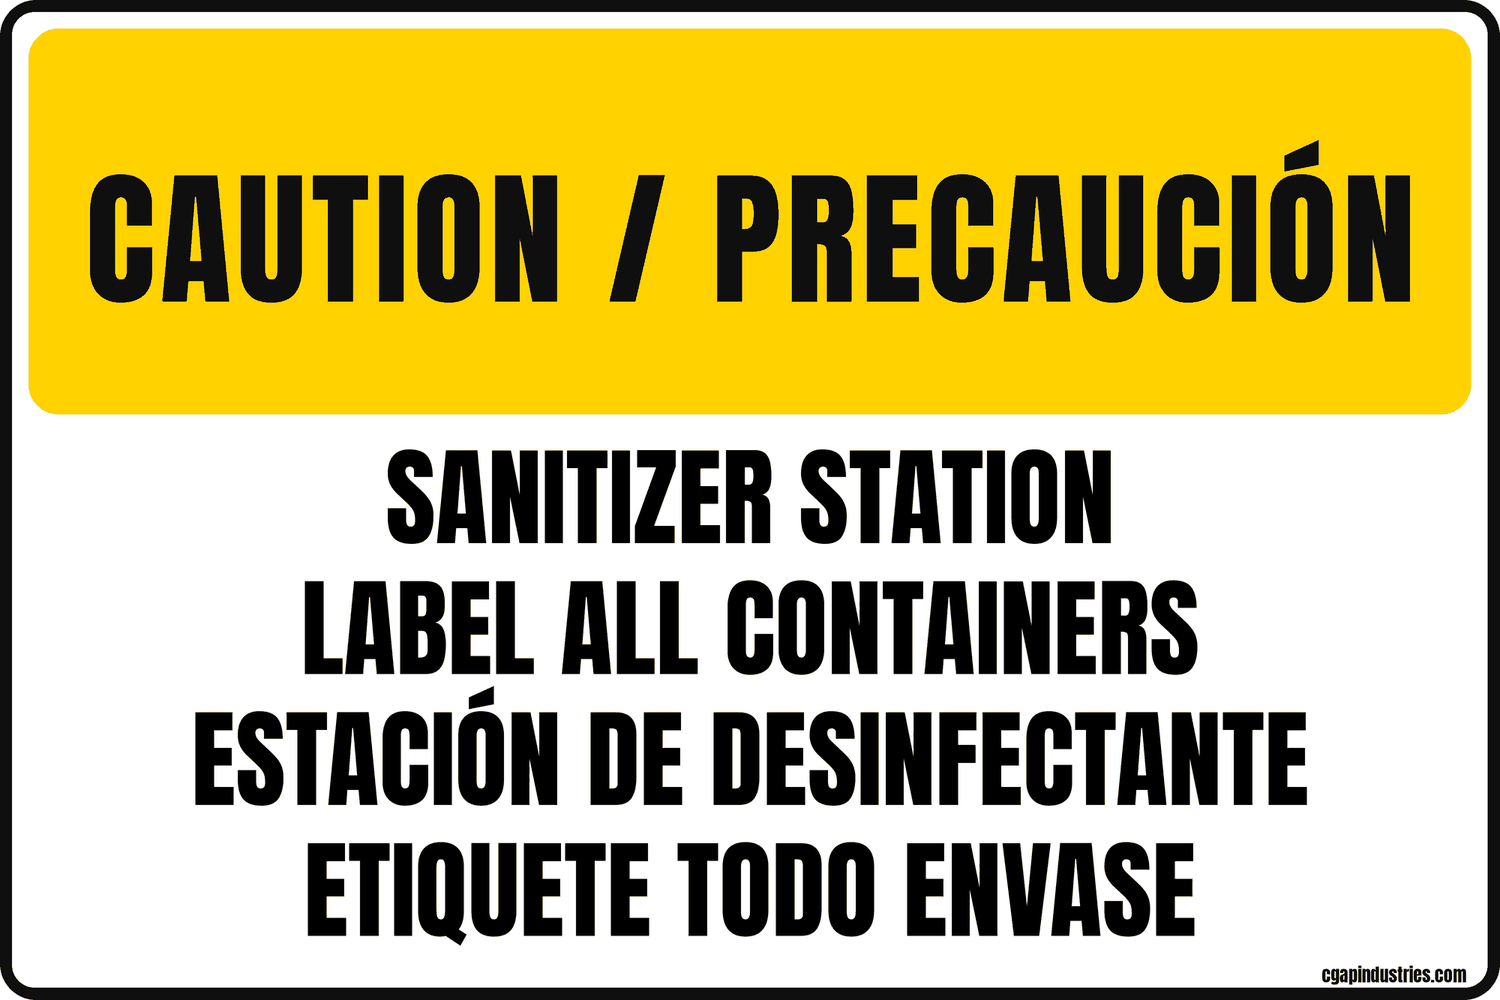 CAUTION / PRECAUCIÓN
SANITIZER STATION
LABEL ALL CONTAINERS
ESTACIÓN DE DESINFECTANTE
ETIQUETE TODO ENVASE
cgapindustries.com